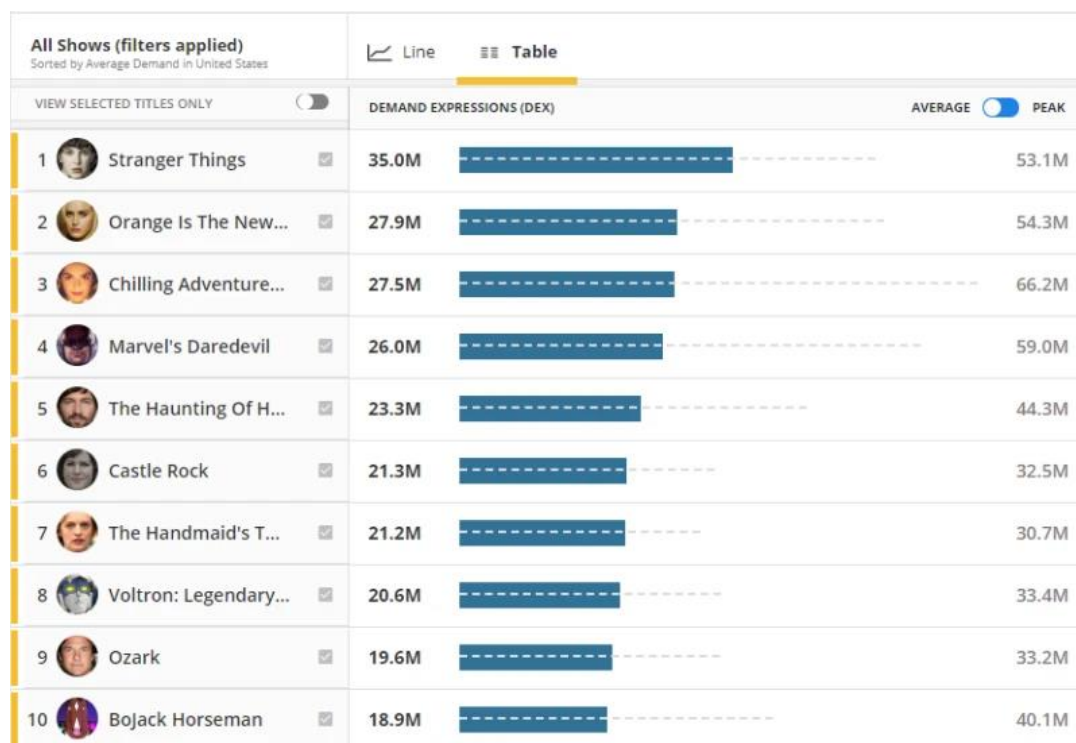 All Shows (filters applied)
Sorted by Average Demand in United States
Line
Table
VIEW SELECTED TITLES ONLY
DEMAND EXPRESSIONS (DEX)
AVERAGE PEAK
1 Stranger Things 35.0M 53.1M
2 Orange Is The New... 27.9M 54.3M
3 Chilling Adventure... 27.5M 66.2M
4 Marvel's Daredevil 26.0M 59.0M
5 The Haunting Of H... 23.3M 44.3M
6 Castle Rock 21.3M 32.5M
7 The Handmaid's T... 21.2M 30.7M
8 Voltron: Legendary... 20.6M 33.4M
9 Ozark 19.6M 33.2M
10 BoJack Horseman 18.9M 40.1M